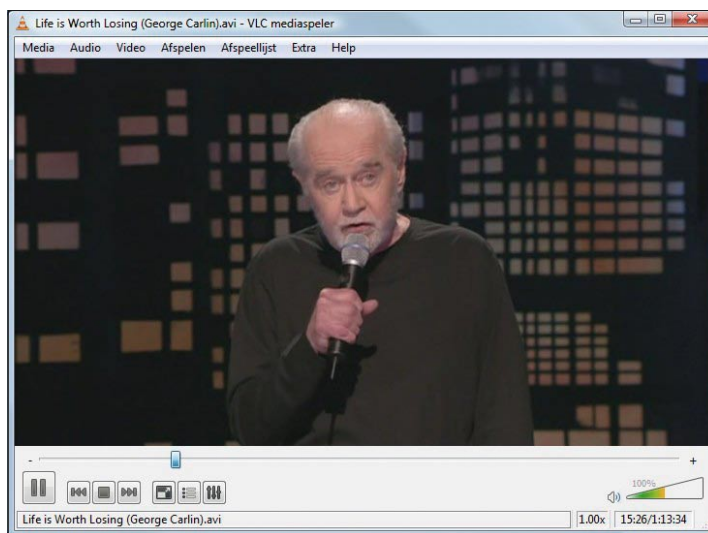 Life is Worth Losing (George Carlin).avi - VLC mediaspeler
Media Audio Video Afspelen Afspeellijst Extra Help
- +
100%
Life is Worth Losing (George Carlin).avi 1.00x 15:26/1:13:34